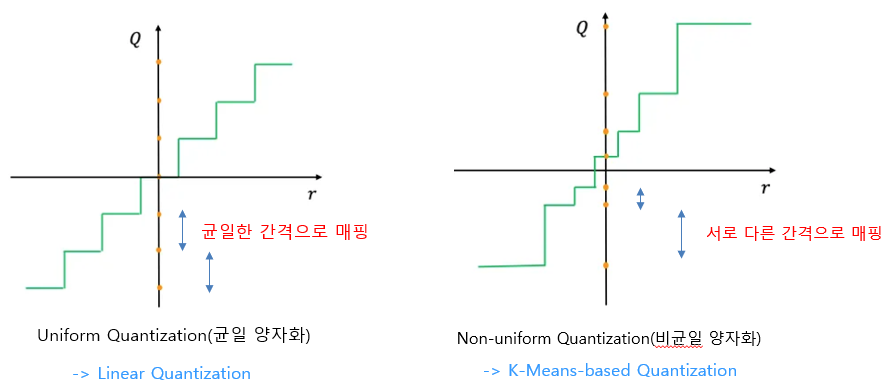 Q
r
균일한 간격으로 매핑
Uniform Quantization(균일 양자화)
-> Linear Quantization
Q
r
서로 다른 간격으로 매핑
Non-uniform Quantization(비균일 양자화)
-> K-Means-based Quantization